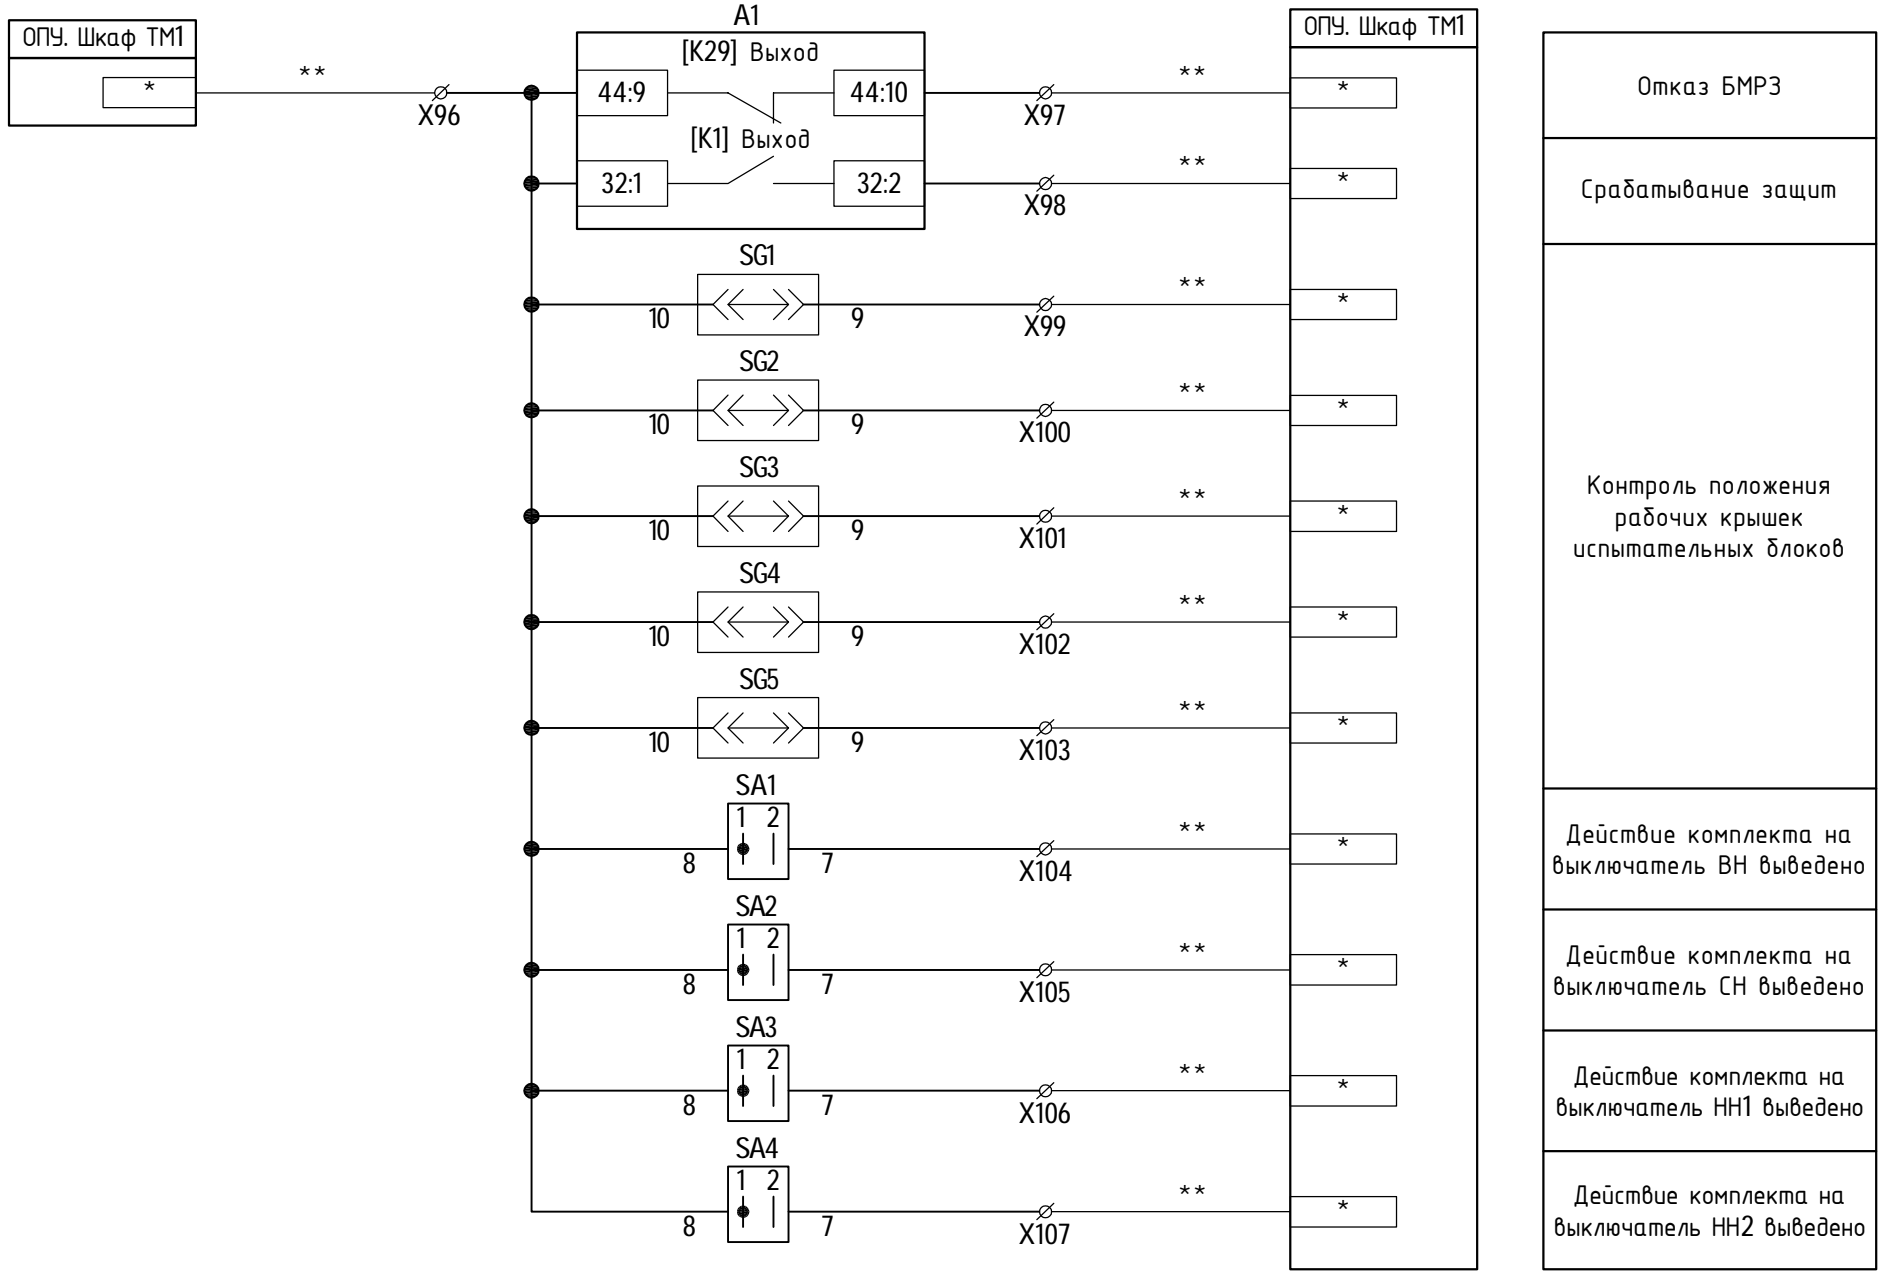 ОПУ. Шкаф ТМ1
*
**
X96
A1
[K29] Выход
44:9
44:10
[K1] Выход
32:1
32:2
X97
**
X98
**
SG1
10
9
X99
**
SG2
10
9
X100
**
SG3
10
9
X101
**
SG4
10
9
X102
**
SG5
10
9
X103
**
SA1
1 2
8
7
X104
**
SA2
1 2
8
7
X105
**
SA3
1 2
8
7
X106
**
SA4
1 2
8
7
X107
**
ОПУ. Шкаф ТМ1
*
*
*
*
*
*
*
*
*
*
*
Отказ БМРЗ
Срабатывание защит
Контроль положения
рабочих крышек
испытательных блоков
Действие комплекта на
выключатель ВН выведено
Действие комплекта на
выключатель СН выведено
Действие комплекта на
выключатель НН1 выведено
Действие комплекта на
выключатель НН2 выведено